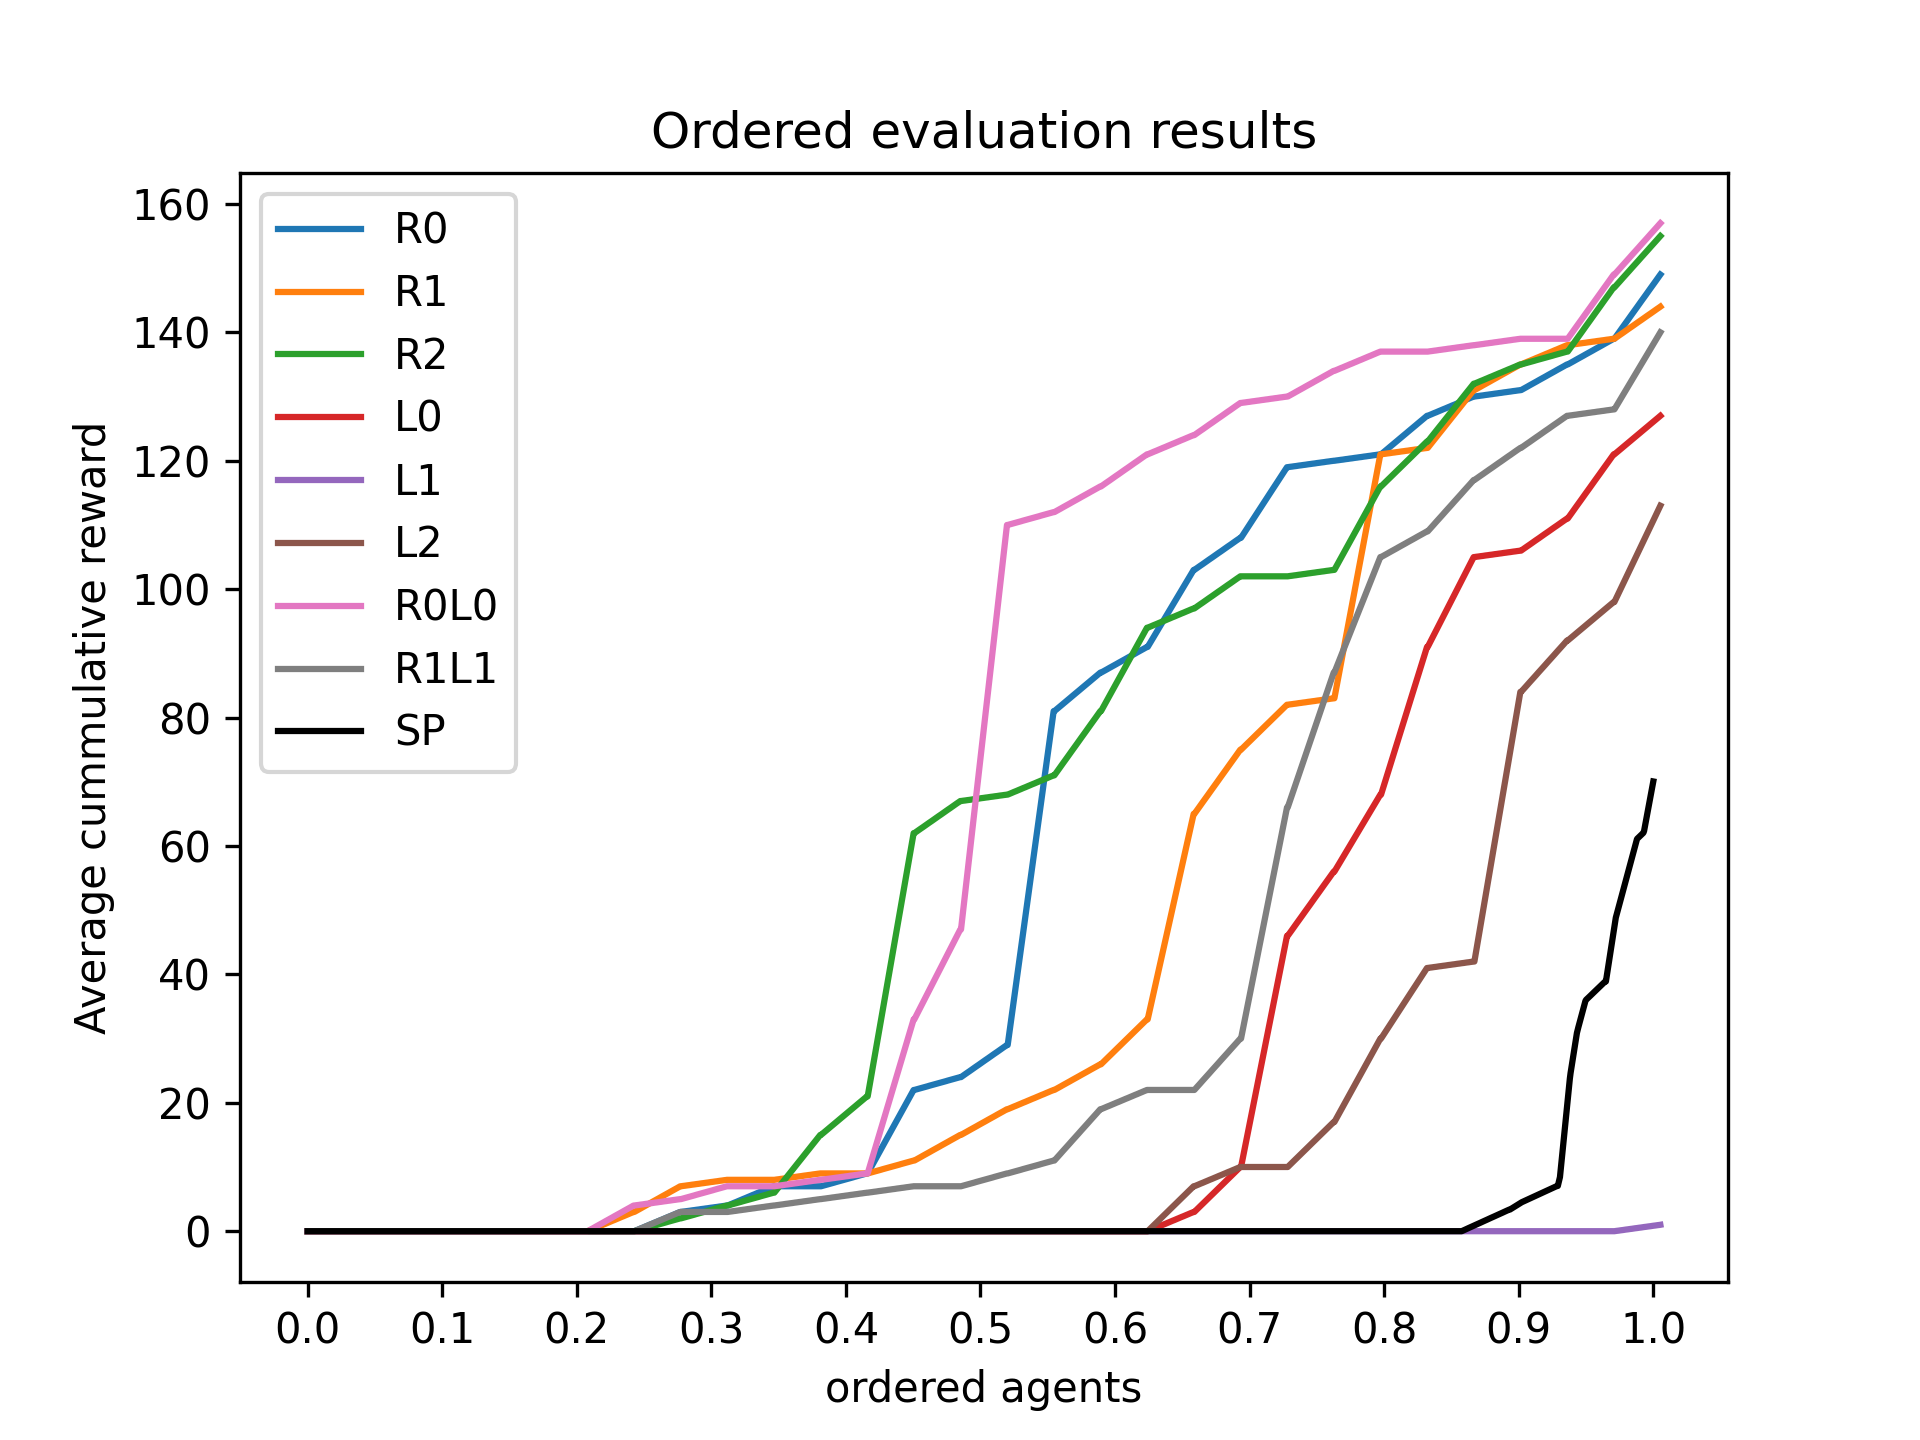 Ordered evaluation results
Average cummulative reward
160
140
120
100
80
60
40
20
0
R0
R1
R2
L0
L1
L2
R0L0
R1L1
SP
0.0 0.1 0.2 0.3 0.4 0.5 0.6 0.7 0.8 0.9 1.0
ordered agents